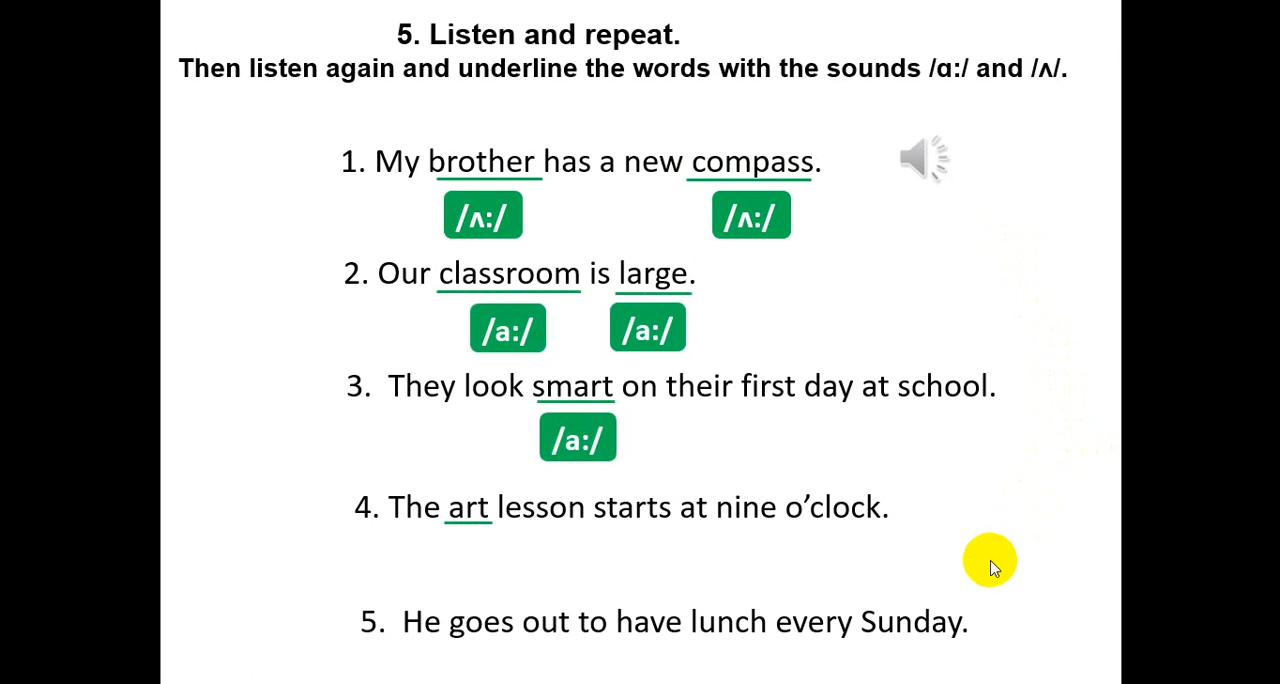 5. Listen and repeat.
Then listen again and underline the words with the sounds /ɑ:/ and /ʌ/.
1. My brother has a new compass.
/ʌ:/ /ʌ:/
2. Our classroom is large.
/a:/ /a:/
3. They look smart on their first day at school.
/a:/
4. The art lesson starts at nine o’clock.
5. He goes out to have lunch every Sunday.